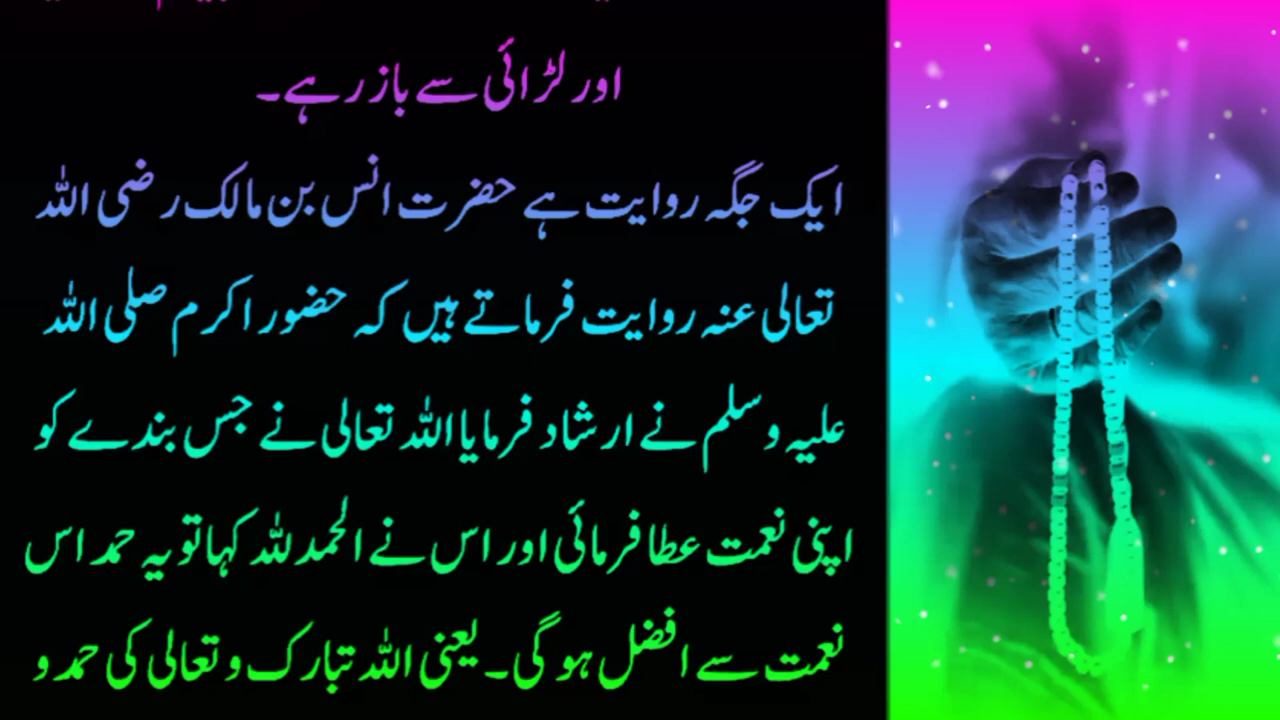 اور لڑائی سے باز رہے۔
ایک جگہ روایت ہے حضرت انس بن مالک رضی اللہ
تعالی عنہ روایت فرماتے ہیں کہ حضور اکرم صلی اللہ
علیہ وسلم نے ارشاد فرمایا اللہ تعالی نے جس بندے کو
اپنی نعمت عطا فرمائی اور اس نے الحمد للہ کہا تو یہ حمد اس
نعمت سے افضل ہو گی۔ یعنی اللہ تبارک و تعالی کی حمد و